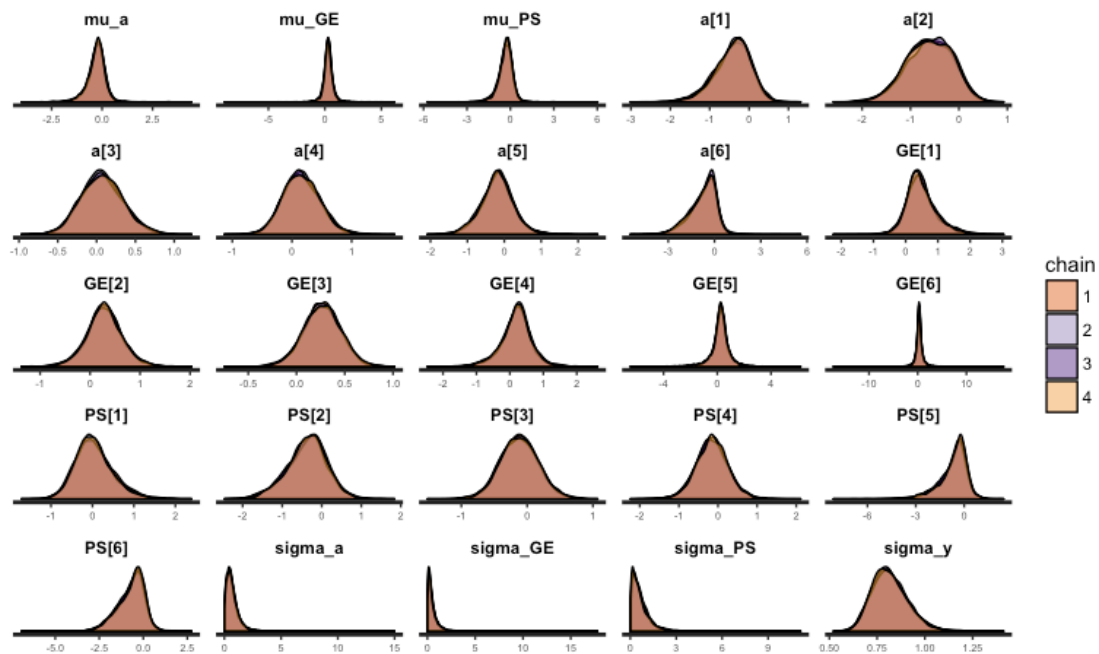 mu_a mu_GE mu_PS a[1] a[2]
-2.5 0.0 2.5 -5 0 5 -6 -3 0 3 6 -3 -2 -1 0 1 -2 -1 0 1
a[3] a[4] a[5] a[6] GE[1]
-1.0 -0.5 0.0 0.5 1.0 -1 0 1 -2 -1 0 1 2 -3 0 3 6 -2 -1 0 1 2 3
chain
1
2
3
4
GE[2] GE[3] GE[4] GE[5] GE[6]
-1 0 1 2 -0.5 0.0 0.5 1.0 -2 -1 0 1 2 -4 0 4 -10 0 10
PS[1] PS[2] PS[3] PS[4] PS[5]
-1 0 1 2 -2 -1 0 1 2 -1 0 1 -2 -1 0 1 2 -6 -3 0
PS[6] sigma_a sigma_GE sigma_PS sigma_y
-5.0 -2.5 0.0 2.5 0 5 10 15 0 5 10 15 0 3 6 9 0.50 0.75 1.00 1.25